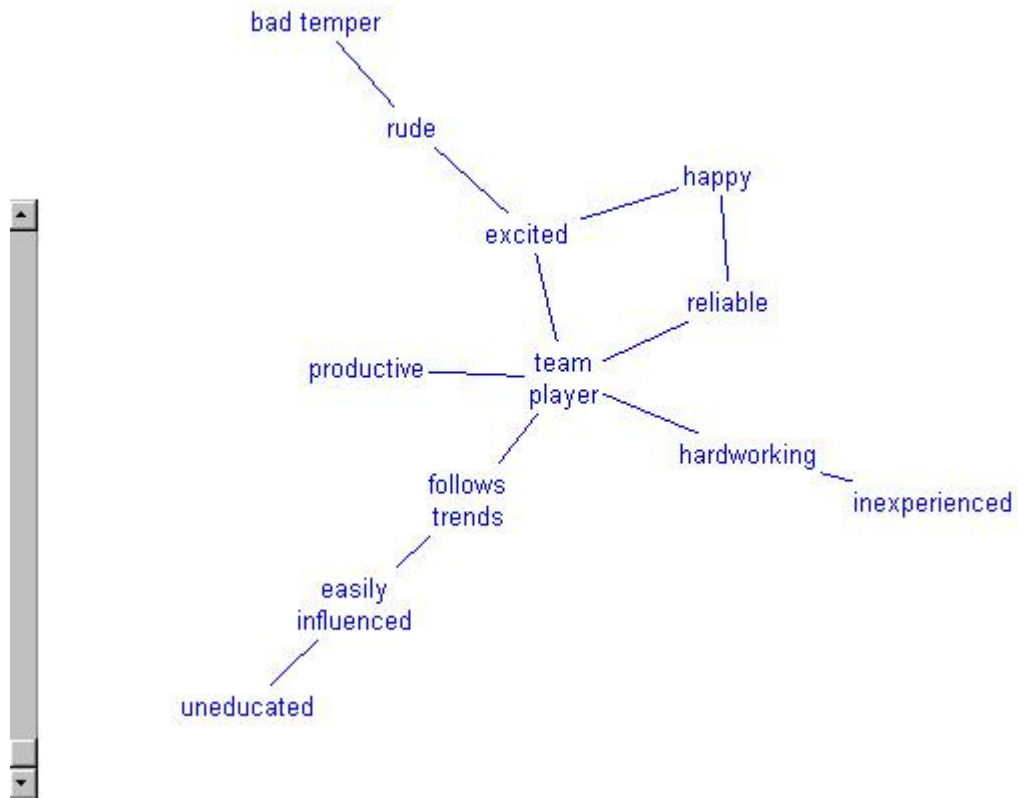 bad temper
rude
happy
excited
reliable
team
player
productive
hardworking
inexperienced
follows
trends
easily
influenced
uneducated